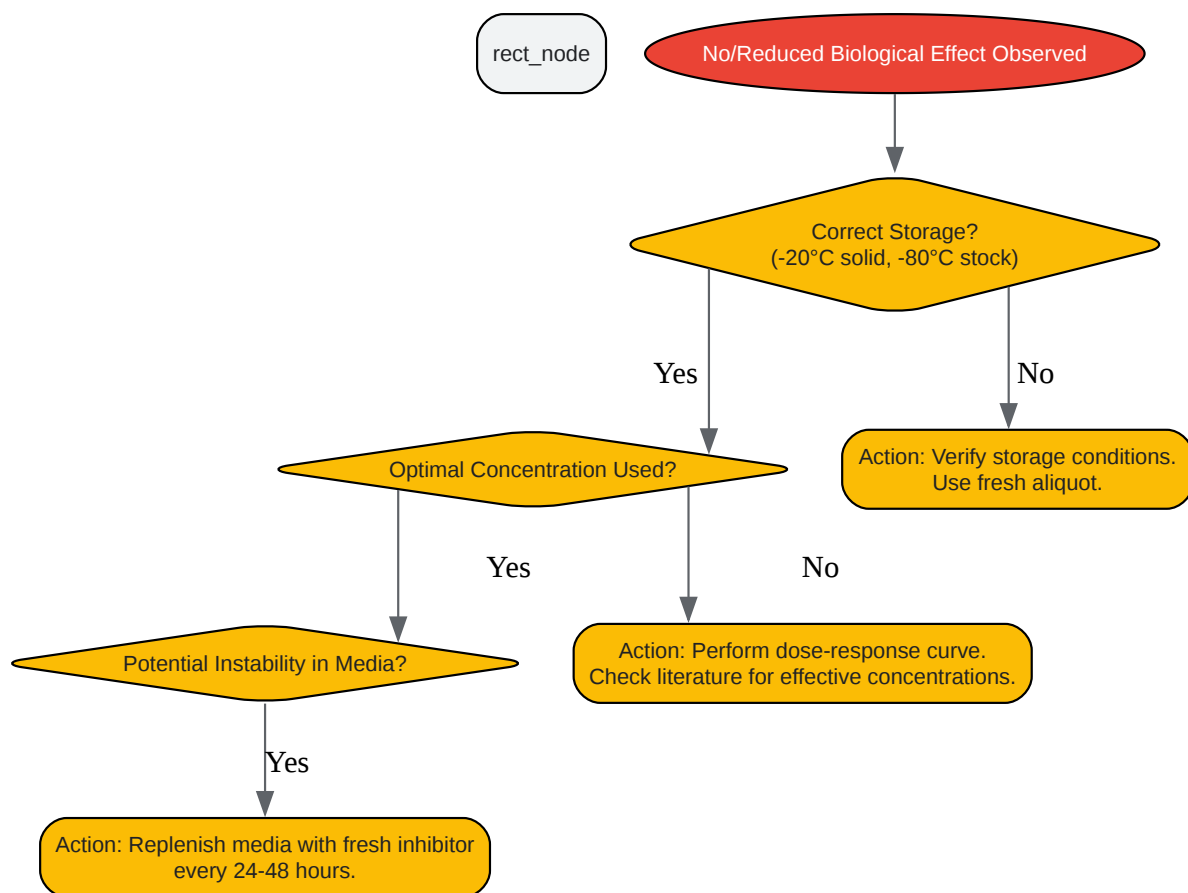 rect_node
No/Reduced Biological Effect Observed
Correct Storage?
(-20°C solid, -80°C stock)
Yes
No
Optimal Concentration Used?
Action: Verify storage conditions.
Use fresh aliquot.
Yes
No
Potential Instability in Media?
Action: Perform dose-response curve.
Check literature for effective concentrations.
Yes
Action: Replenish media with fresh inhibitor
every 24-48 hours.